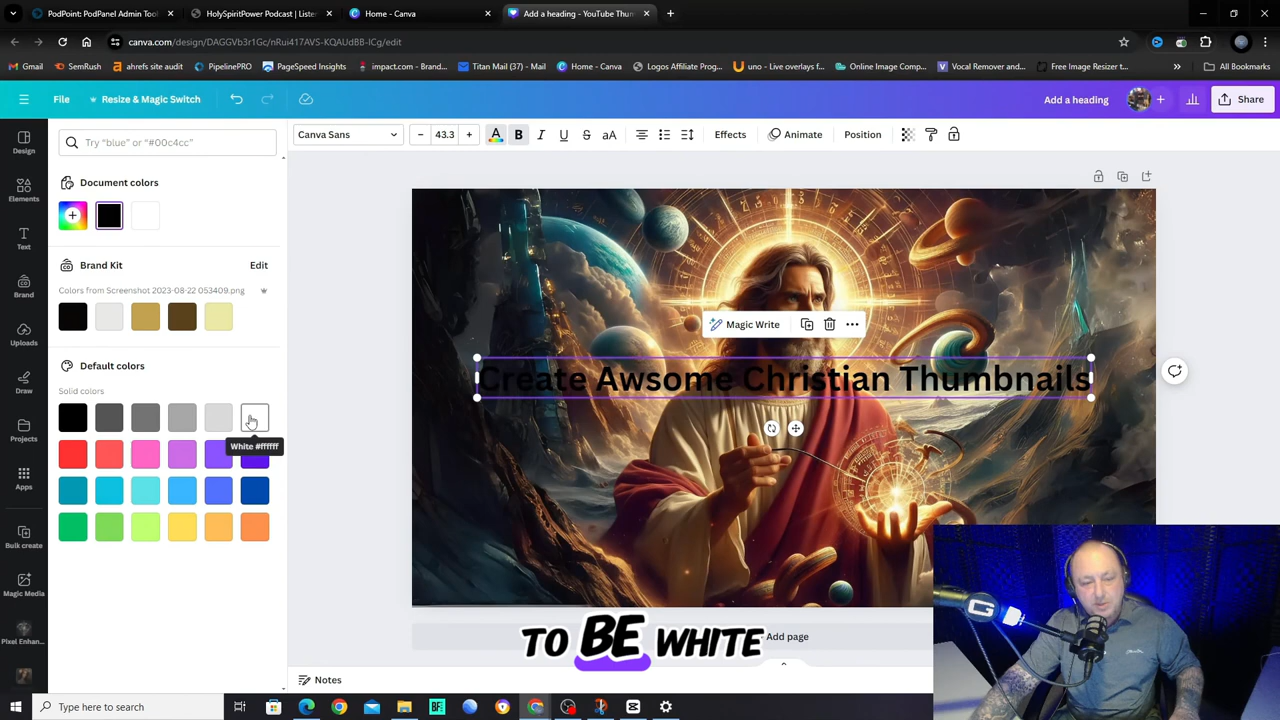 PodPoint: PodPanel Admin Tool
HolySpiritPower Podcast | Listen
Home - Canva
Add a heading - YouTube Thum
canva.com/design/DAGGVb3r1Gc/nRui417AVS-KQAUdBB-ICg/edit
Gmail
SemRush
ahrefs site audit
PipelinePRO
PageSpeed Insights
impact.com - Bran...
Titan Mail (37) - Mail
Home - Canva
Logos Affiliate Prog...
uno - Live overlays f...
Online Image Comp...
Vocal Remover and...
Free Image Resizer t...
All Bookmarks
File
Resize & Magic Switch
Add a heading
Share
Design
Elements
Text
Brand
Uploads
Draw
Projects
Apps
Bulk create
Magic Media
Pixel Enhan...
Try “blue” or “#00c4cc”
Document colors
Brand Kit
Edit
Colors from Screenshot 2023-08-22 053409.png
Default colors
Solid colors
White #ffffff
Canva Sans
43.3
A
B
I
U
S
aA
Effects
Animate
Position
Magic Write
Create Awsome Christian Thumbnails
Add page
TO BE WHITE
Notes
Type here to search